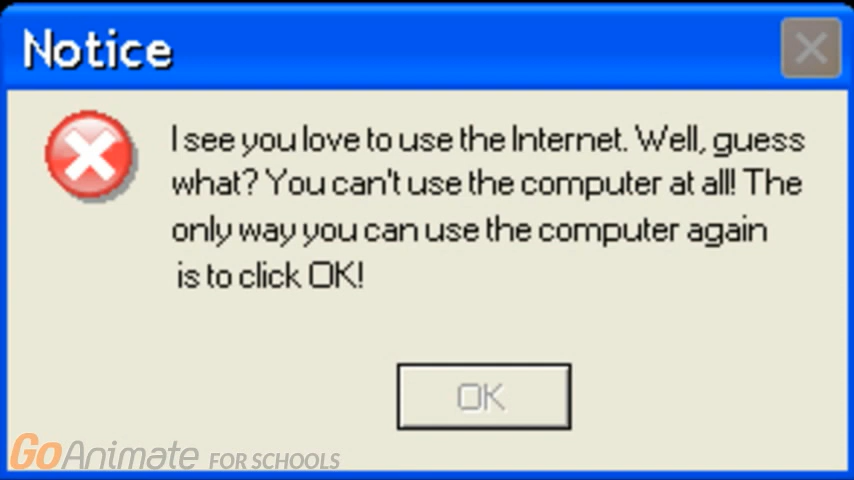 Notice
I see you love to use the Internet. Well, guess
what? You can't use the computer at all! The
only way you can use the computer again
is to click OK!
OK
GoAnimate FOR SCHOOLS